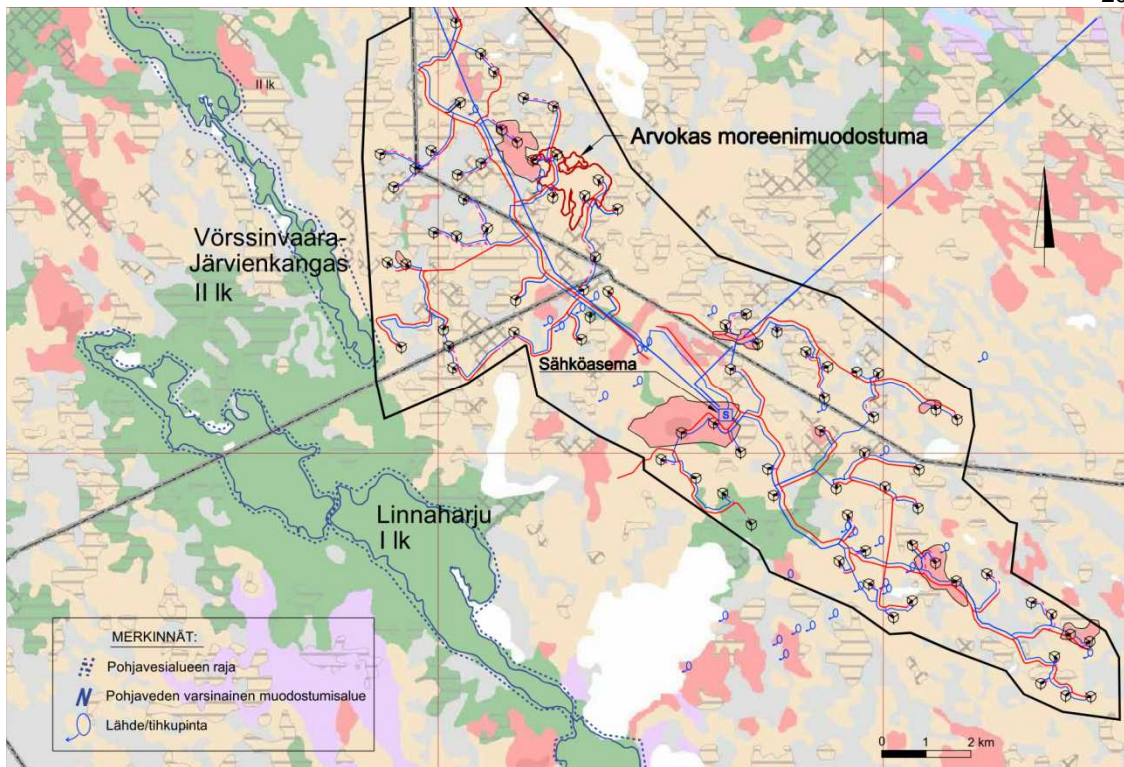 II lk
Arvokas moreenimuodostuma
Vörssinvaara-
Järvienkangas
II lk
Sähköasema
S
Linnaharju
I lk
MERKINNÄT:
Pohjavesialueen raja
N Pohjaveden varsinainen muodostumisalue
Lähde/tihkupinta
0 1 2 km